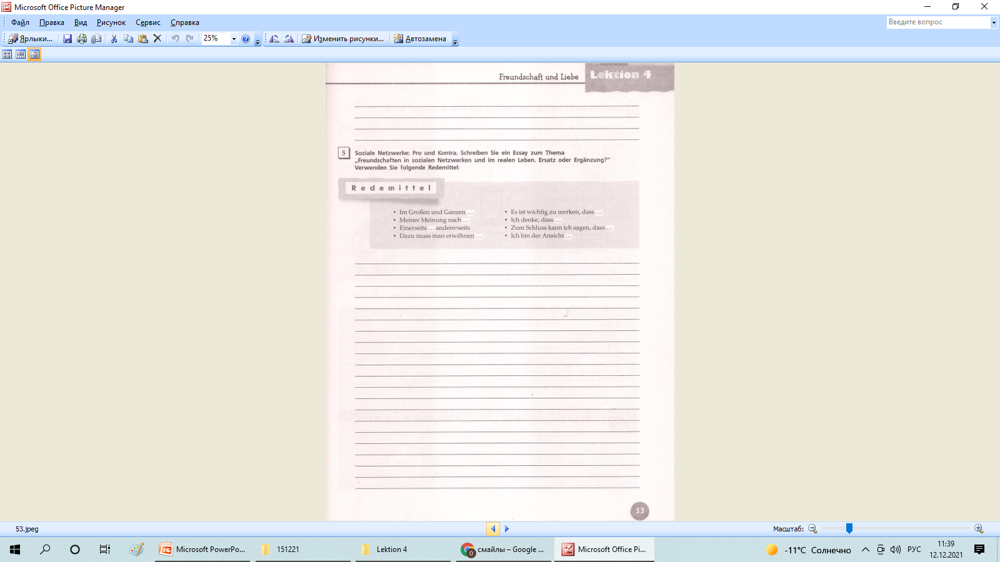 Microsoft Office Picture Manager
Файл Правка Вид Рисунок Сервис Справка
Введите вопрос
Ярлыки... 25% Изменить рисунки... Автозамена
Freundschaft und Liebe Lektion 4
5 Soziale Netzwerke: Pro und Kontra. Schreiben Sie ein Essay zum Thema
„Freundschaften in sozialen Netzwerken und im realen Leben. Ersatz oder Ergänzung?“
Verwenden Sie folgende Redemittel:
Redemittel
• Im Großen und Ganzen …
• Meiner Meinung nach …
• Einerseits … andererseits
• Dazu muss man erwähnen …
• Es ist wichtig zu merken, dass …
• Ich denke, dass …
• Zum Schluss kann ich sagen, dass …
• Ich bin der Ansicht …
53
53.jpeg
Масштаб:
Microsoft PowerPo...
151221
Lektion 4
O
смайлы – Google ...
Microsoft Office Pi...
-11°C Солнечно
РУС
11:39
12.12.2021